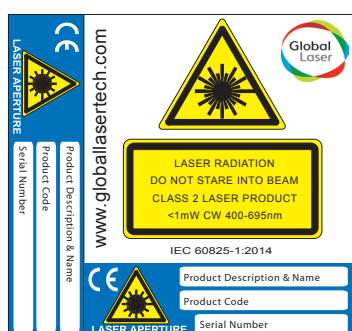 CE
LASER APERTURE
Product Description & Name
Product Code
Serial Number
www.globallasertech.com
Global
Laser
LASER RADIATION
DO NOT STARE INTO BEAM
CLASS 2 LASER PRODUCT
<1mW CW 400-695nm
IEC 60825-1:2014
CE
LASER APERTURE
Product Description & Name
Product Code
Serial Number